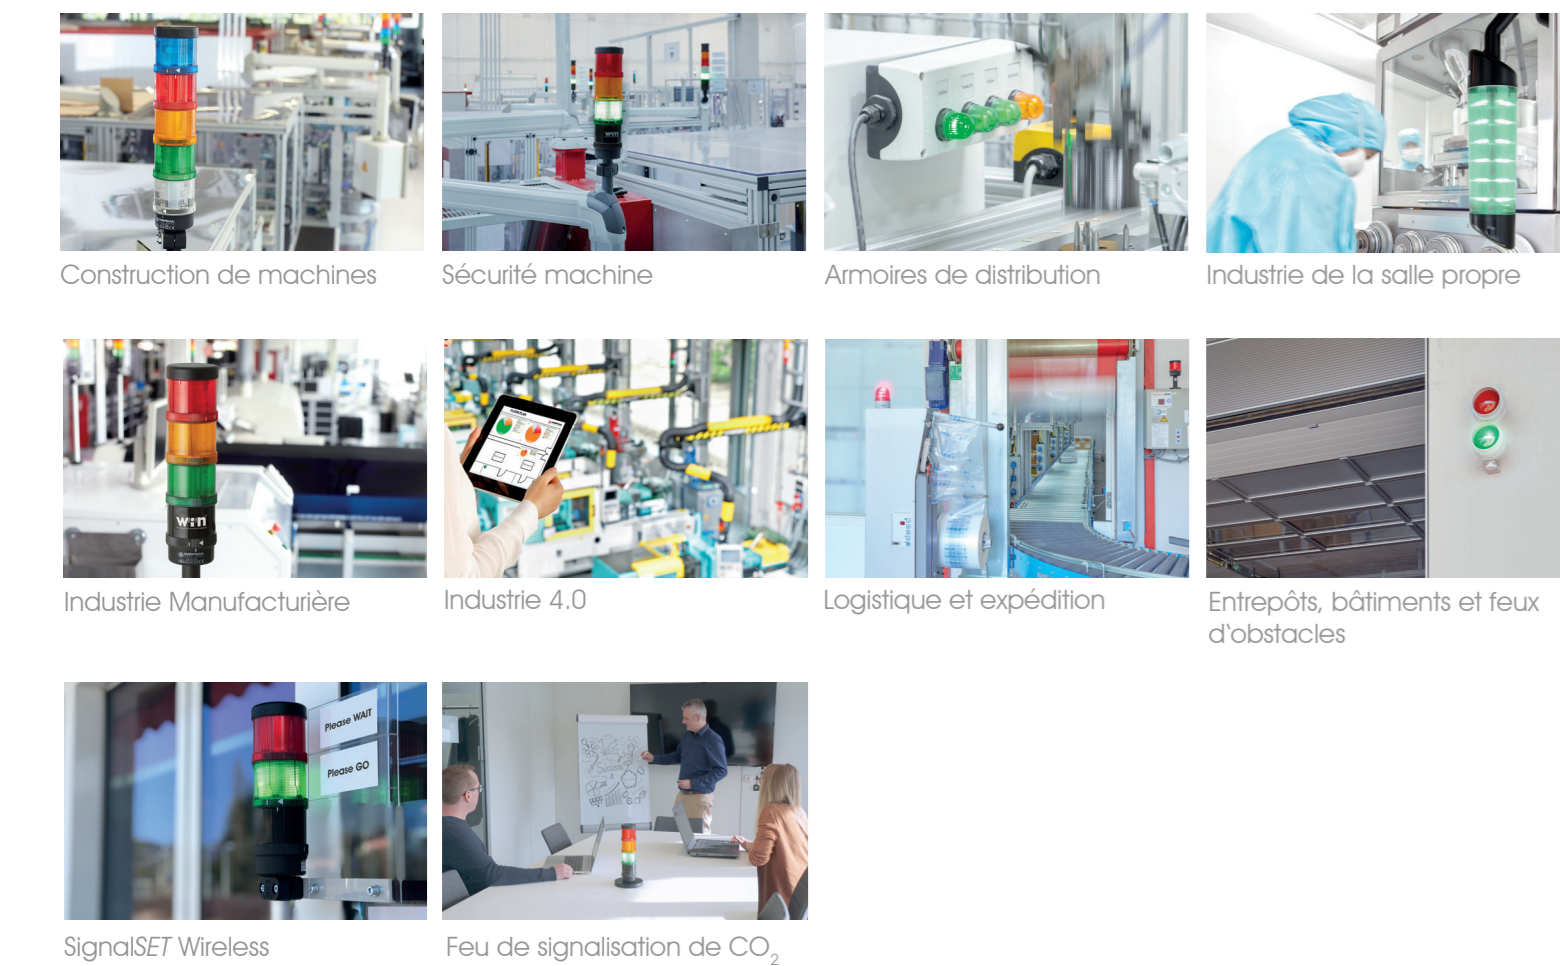 Construction de machines
Sécurité machine
Armoires de distribution
Industrie de la salle propre
win
Industrie Manufacturière
Industrie 4.0
Logistique et expédition
Entrepôts, bâtiments et feux
d‘obstacles
Please WAIT
Please GO
SignalSET Wireless
Feu de signalisation de CO₂